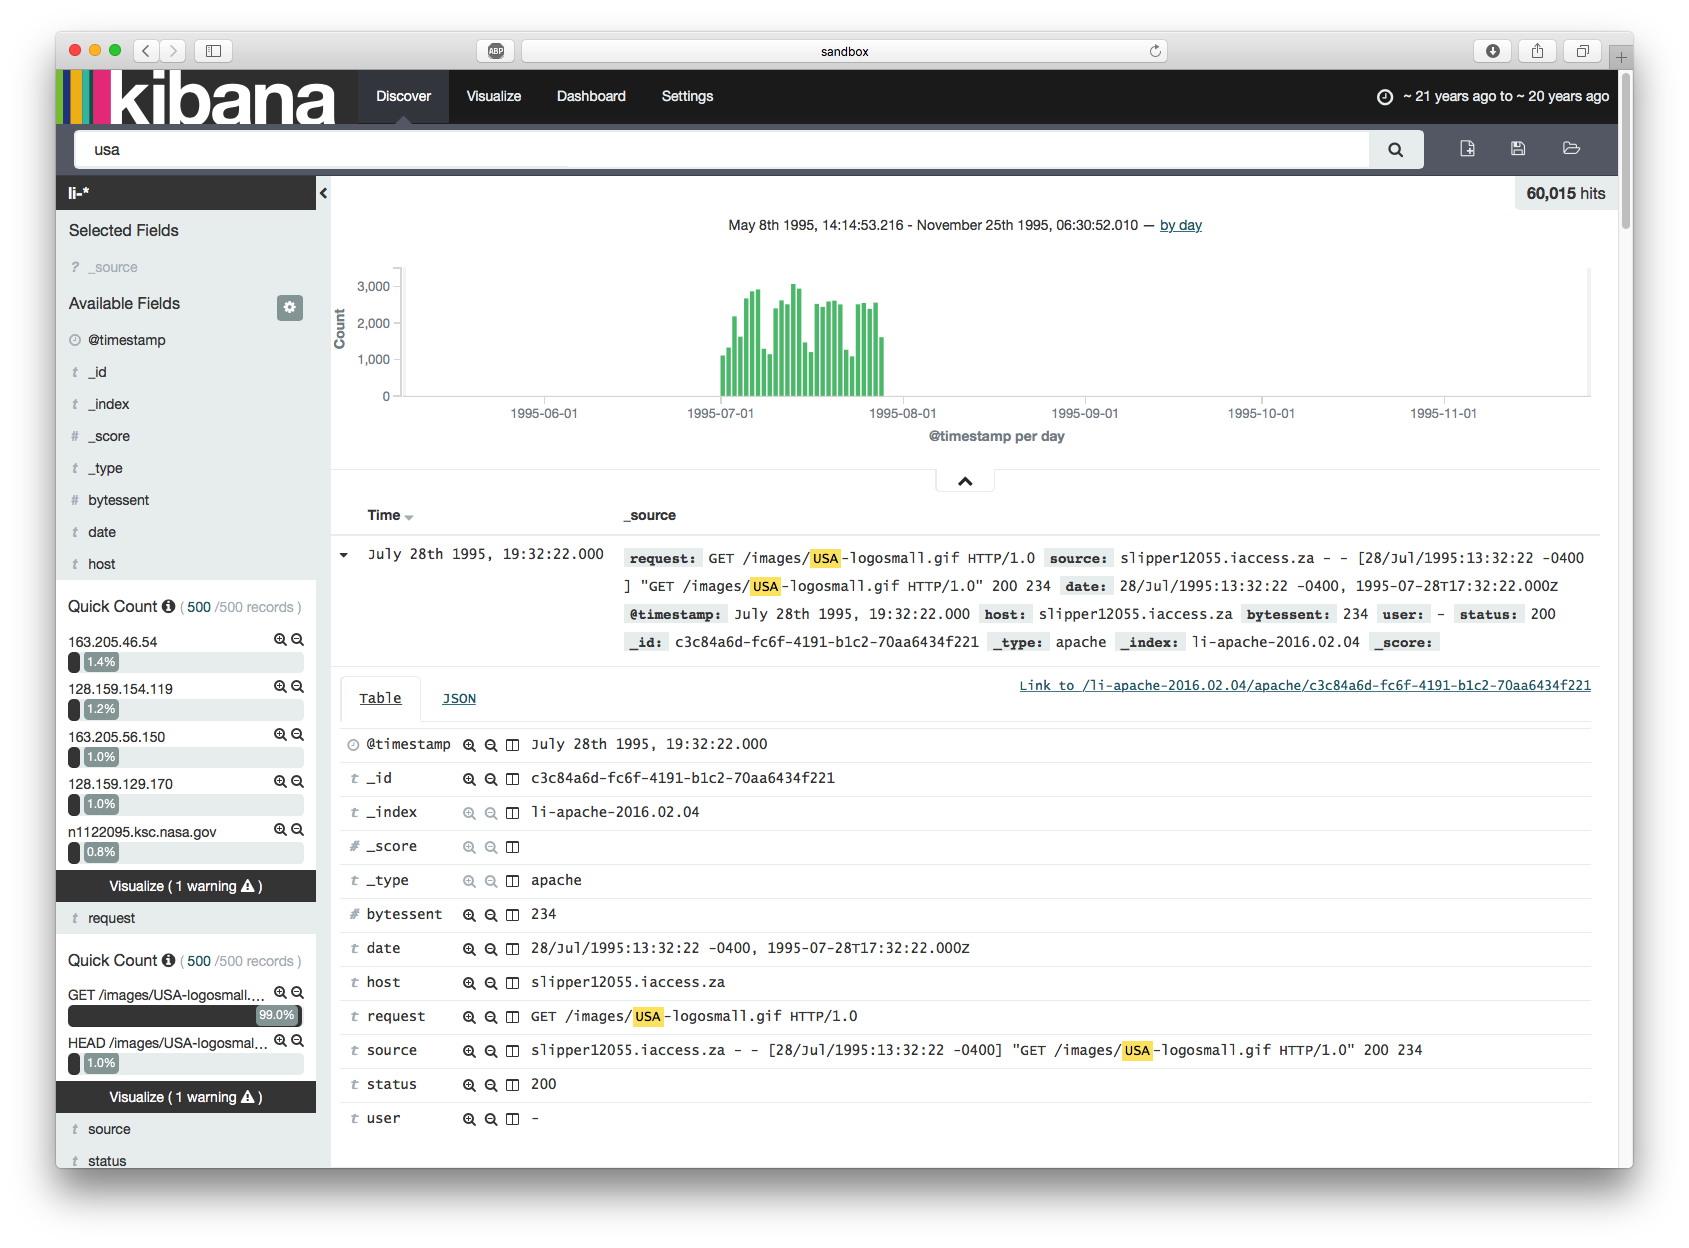 ABP
sandbox
kibana
Discover
Visualize
Dashboard
Settings
~ 21 years ago to ~ 20 years ago
usa
li-*
60,015 hits
Selected Fields
? _source
Available Fields
@timestamp
t _id
t _index
# _score
t _type
# bytessent
t date
t host
Quick Count ( 500 /500 records )
163.205.46.54
1.4%
128.159.154.119
1.2%
163.205.56.150
1.0%
128.159.129.170
1.0%
n1122095.ksc.nasa.gov
0.8%
Visualize ( 1 warning )
t request
Quick Count ( 500 /500 records )
GET /images/USA-logosmall....
99.0%
HEAD /images/USA-logosmal...
1.0%
Visualize ( 1 warning )
t source
t status
May 8th 1995, 14:14:53.216 - November 25th 1995, 06:30:52.010 — by day
Count
3,000
2,000
1,000
0
1995-06-01 1995-07-01 1995-08-01 1995-09-01 1995-10-01 1995-11-01
@timestamp per day
Time _source
July 28th 1995, 19:32:22.000
request: GET /images/USA-logosmall.gif HTTP/1.0 source: slipper12055.iaccess.za - - [28/Jul/1995:13:32:22 -0400
] "GET /images/USA-logosmall.gif HTTP/1.0" 200 234 date: 28/Jul/1995:13:32:22 -0400, 1995-07-28T17:32:22.000Z
@timestamp: July 28th 1995, 19:32:22.000 host: slipper12055.iaccess.za bytessent: 234 user: - status: 200
_id: c3c84a6d-fc6f-4191-b1c2-70aa6434f221 _type: apache _index: li-apache-2016.02.04 _score:
Link to /li-apache-2016.02.04/apache/c3c84a6d-fc6f-4191-b1c2-70aa6434f221
Table JSON
@timestamp July 28th 1995, 19:32:22.000
t _id c3c84a6d-fc6f-4191-b1c2-70aa6434f221
t _index li-apache-2016.02.04
# _score
t _type apache
# bytessent 234
t date 28/Jul/1995:13:32:22 -0400, 1995-07-28T17:32:22.000Z
t host slipper12055.iaccess.za
t request GET /images/USA-logosmall.gif HTTP/1.0
t source slipper12055.iaccess.za - - [28/Jul/1995:13:32:22 -0400] "GET /images/USA-logosmall.gif HTTP/1.0" 200 234
t status 200
t user -